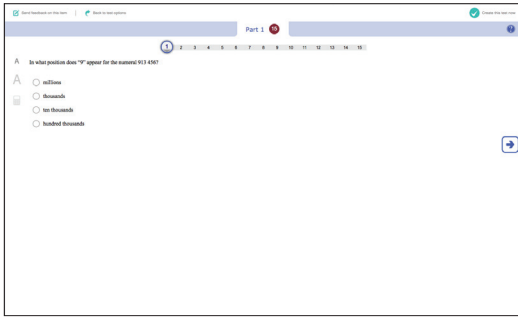 Send feedback on this item | Back to test options
Create this test now
Part 1 15
?
1 2 3 4 5 6 7 8 9 10 11 12 13 14 15
A In what position does "9" appear for the numeral 913 456?
A
millions
thousands
ten thousands
hundred thousands